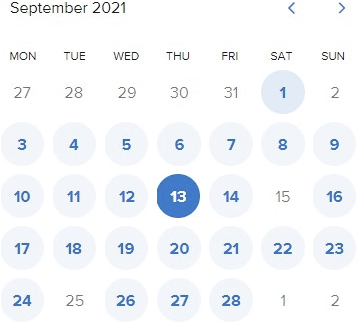 September 2021
MON TUE WED THU FRI SAT SUN
27 28 29 30 31 1 2
3 4 5 6 7 8 9
10 11 12 13 14 15 16
17 18 19 20 21 22 23
24 25 26 27 28 1 2